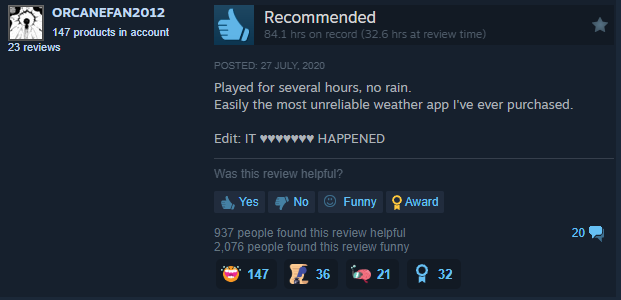 ORCANEFAN2012
147 products in account
23 reviews
Recommended
84.1 hrs on record (32.6 hrs at review time)
POSTED: 27 JULY, 2020
Played for several hours, no rain.
Easily the most unreliable weather app I've ever purchased.
Edit: IT ♥♥♥♥♥♥♥ HAPPENED
Was this review helpful?
Yes No Funny Award
937 people found this review helpful 20
2,076 people found this review funny
147 36 21 32